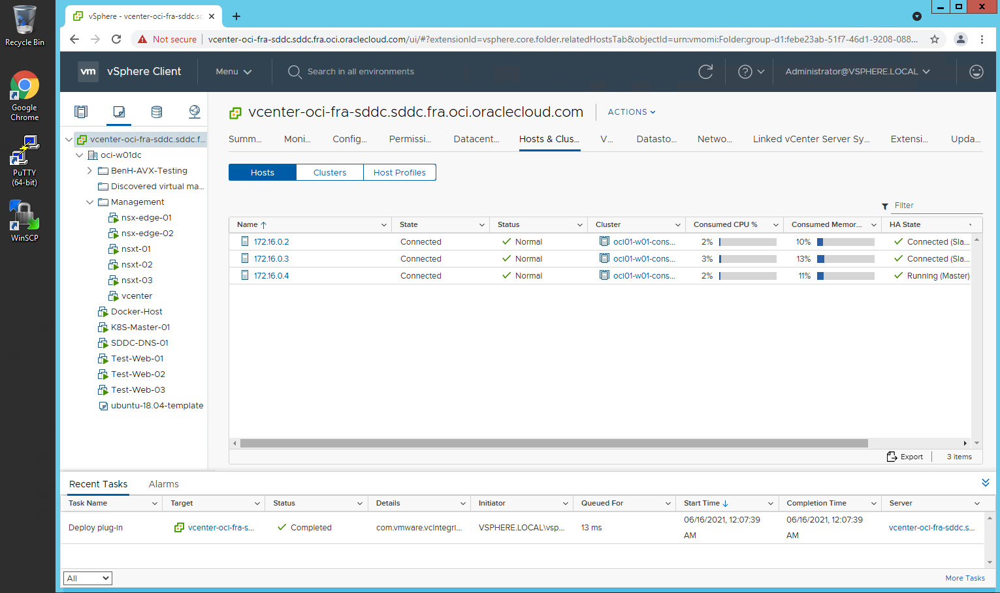 Recycle Bin
Google
Chrome
PuTTY
(64-bit)
WinSCP
vSphere - vcenter-oci-fra-sddc.sc
Not secure
vcenter-oci-fra-sddc.sddc.fra.oci.oraclecloud.com/ui/#?extensionId=vsphere.core.folder.relatedHostsTab&objectId=urn:vmomi:Folder:group-d1:febe23ab-51f7-46d1-9208-088...
vm vSphere Client
Menu
Search in all environments
Administrator@VSPHERE.LOCAL
vcenter-oci-fra-sddc.sddc.f...
oci-w01dc
BenH-AVX-Testing
Discovered virtual ma...
Management
nsx-edge-01
nsx-edge-02
nsxt-01
nsxt-02
nsxt-03
vcenter
Docker-Host
K8S-Master-01
SDDC-DNS-01
Test-Web-01
Test-Web-02
Test-Web-03
ubuntu-18.04-template
vcenter-oci-fra-sddc.sddc.fra.oci.oraclecloud.com
ACTIONS
Summ... Moni... Config... Permissi... Datacent... Hosts & Clus... V... Datasto... Netwo... Linked vCenter Server Sy... Extensi... Upda...
Hosts Clusters Host Profiles
Filter
Name State Status Cluster Consumed CPU % Consumed Memor... HA State
172.16.0.2 Connected Normal oci01-w01-cons... 2% 10% Connected (Sla...
172.16.0.3 Connected Normal oci01-w01-cons... 3% 13% Connected (Sla...
172.16.0.4 Connected Normal oci01-w01-cons... 2% 11% Running (Master)
Export 3 items
Recent Tasks Alarms
Task Name Target Status Details Initiator Queued For Start Time Completion Time Server
Deploy plug-in vcenter-oci-fra-s... Completed com.vmware.vcIntegri... VSPHERE.LOCAL\vsp... 13 ms 06/16/2021, 12:07:39 AM 06/16/2021, 12:07:39 AM vcenter-oci-fra-sddc.s...
All
More Tasks